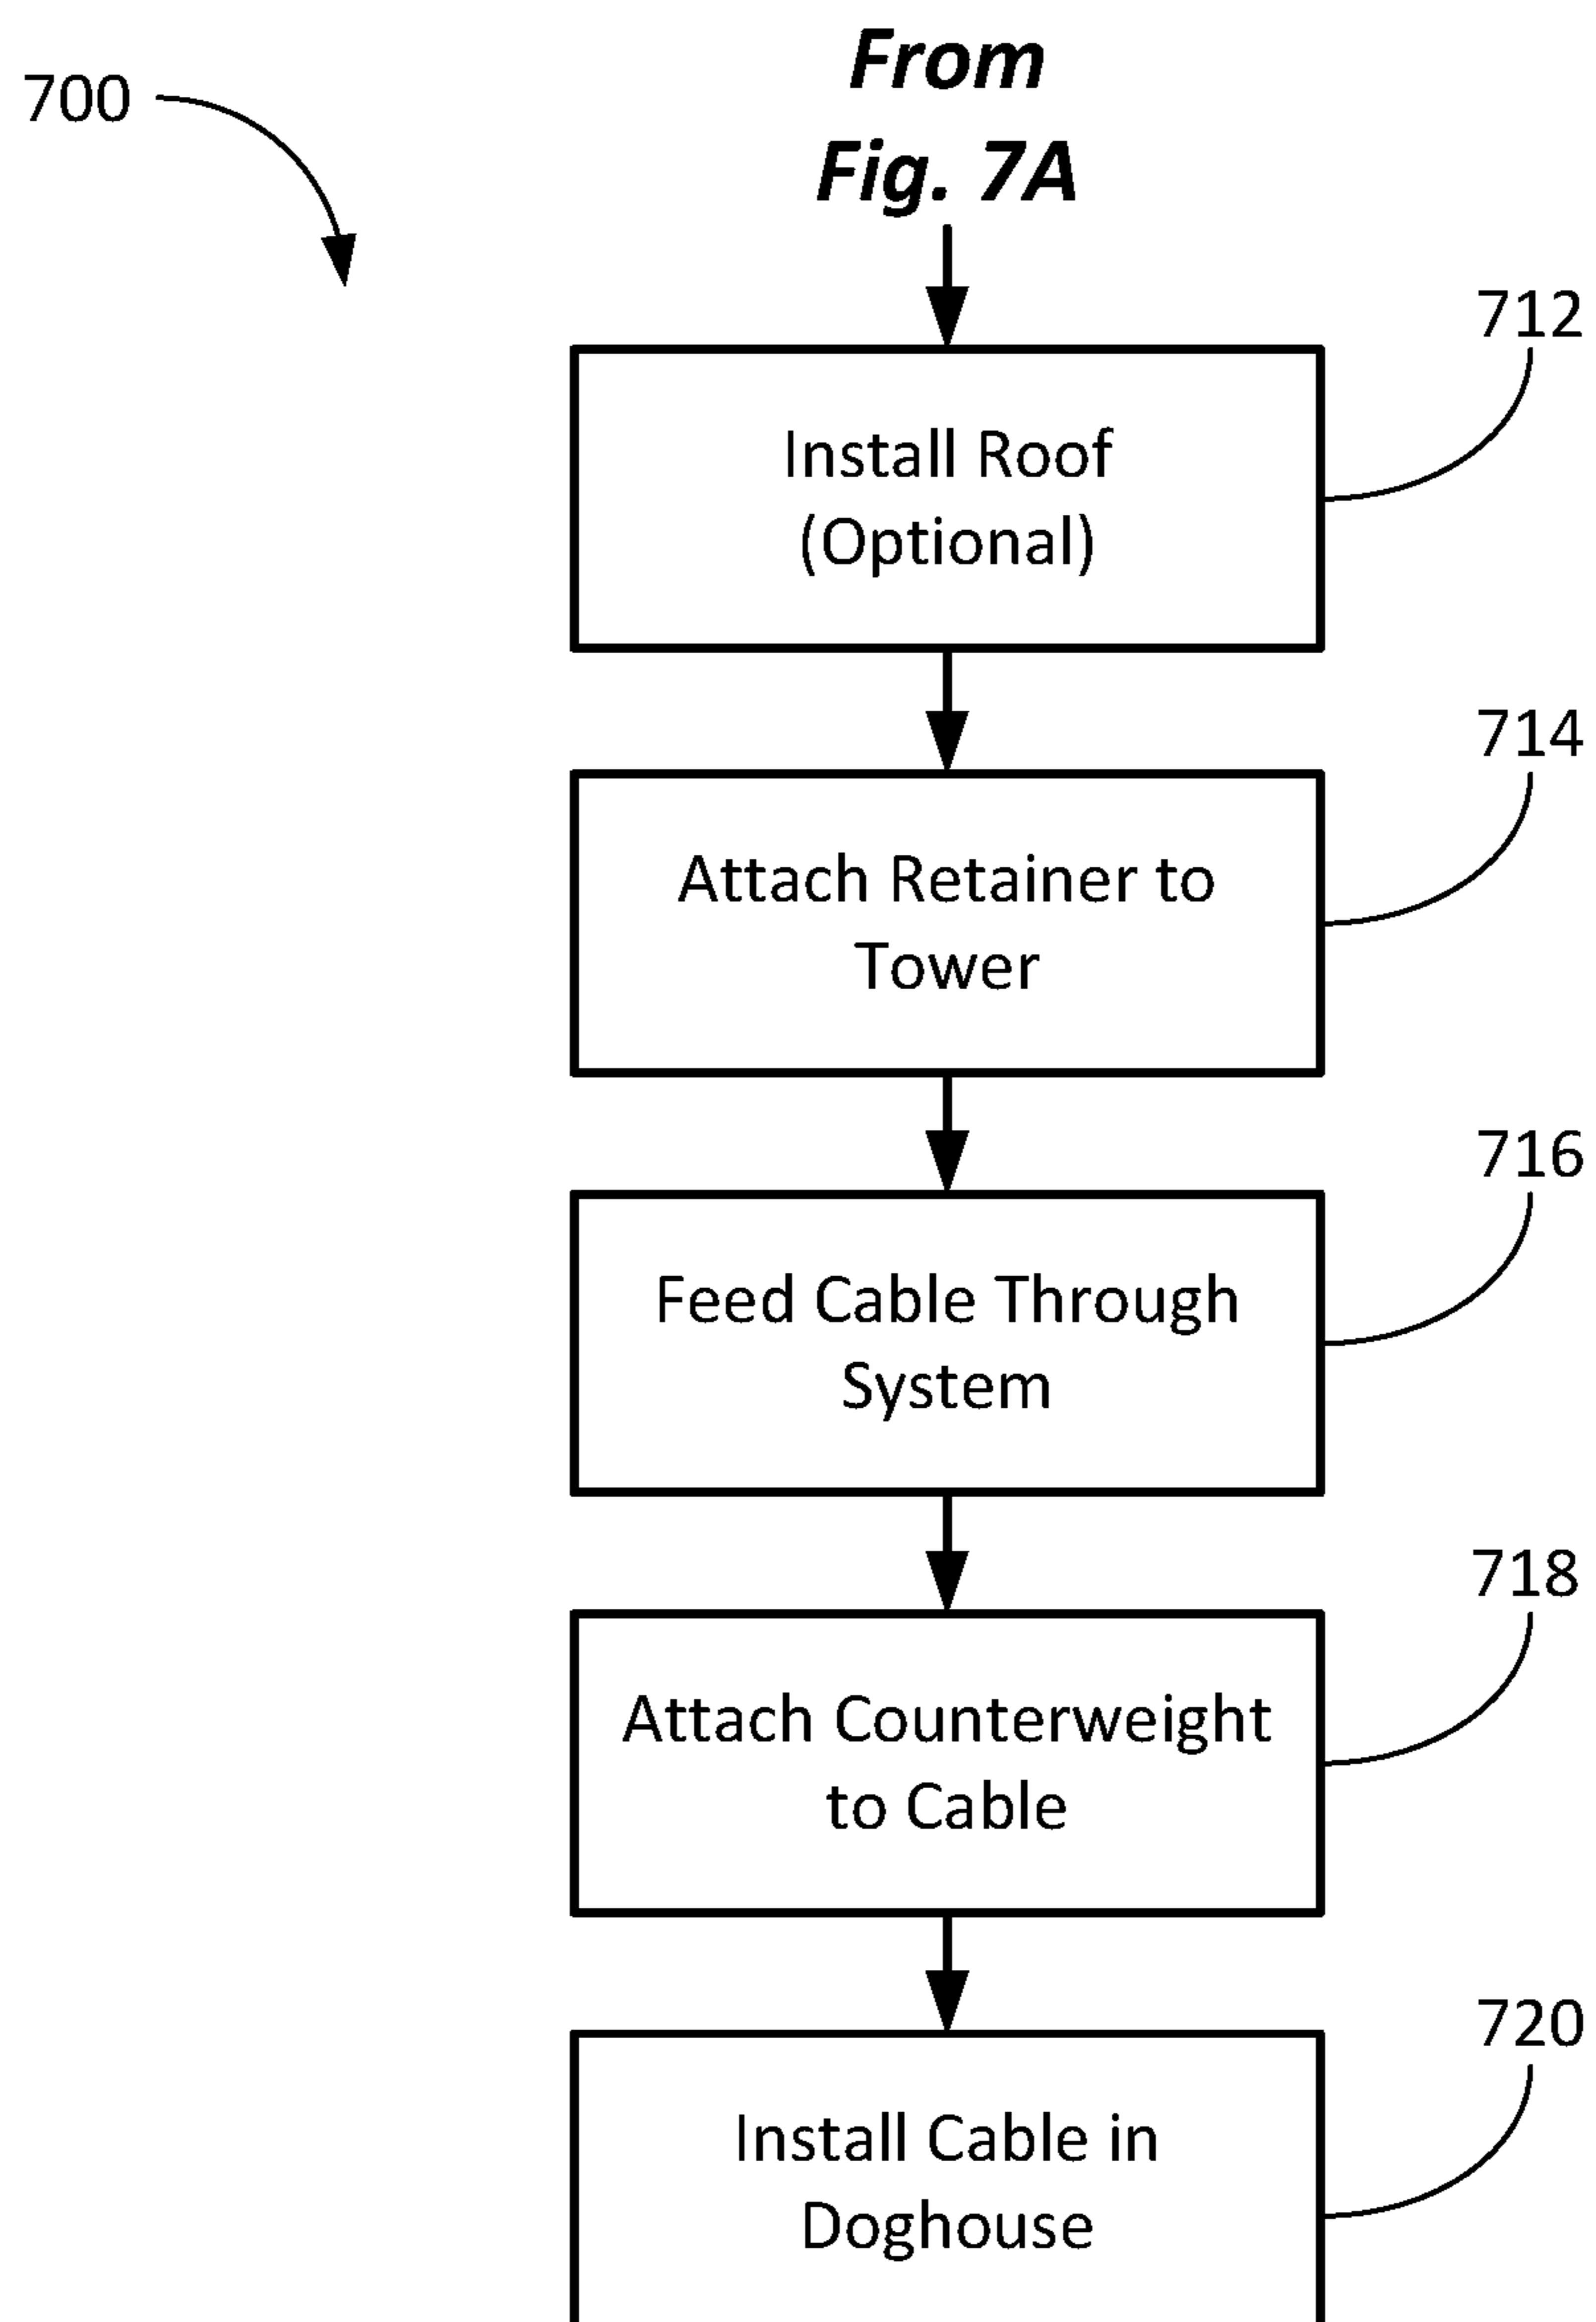 700
From
Fig. 7A
712
Install Roof
(Optional)
714
Attach Retainer to
Tower
716
Feed Cable Through
System
718
Attach Counterweight
to Cable
720
Install Cable in
Doghouse